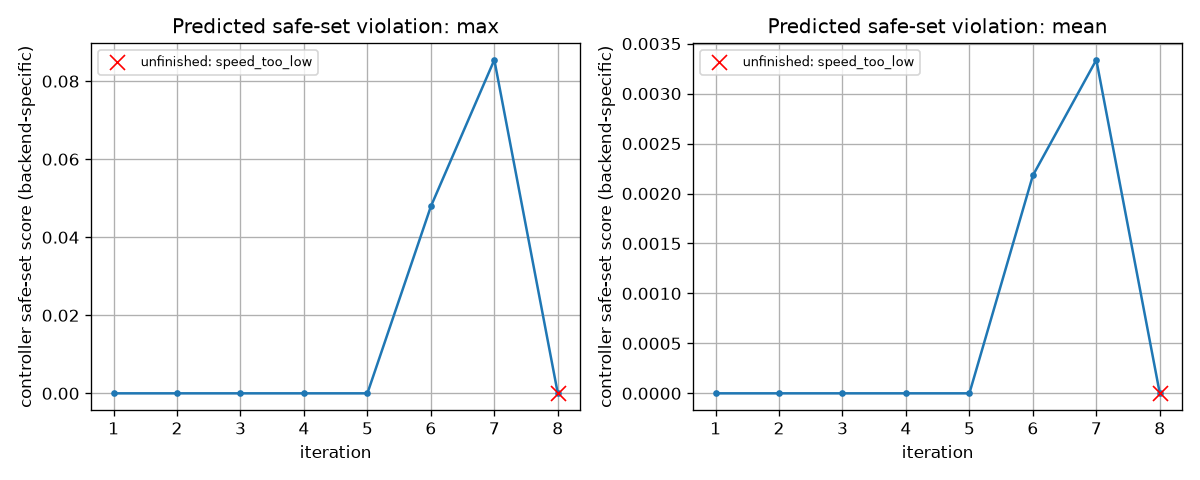 Predicted safe-set violation: max
controller safe-set score (backend-specific)
unfinished: speed_too_low
0.08
0.06
0.04
0.02
0.00
1 2 3 4 5 6 7 8
iteration
Predicted safe-set violation: mean
controller safe-set score (backend-specific)
unfinished: speed_too_low
0.0035
0.0030
0.0025
0.0020
0.0015
0.0010
0.0005
0.0000
1 2 3 4 5 6 7 8
iteration